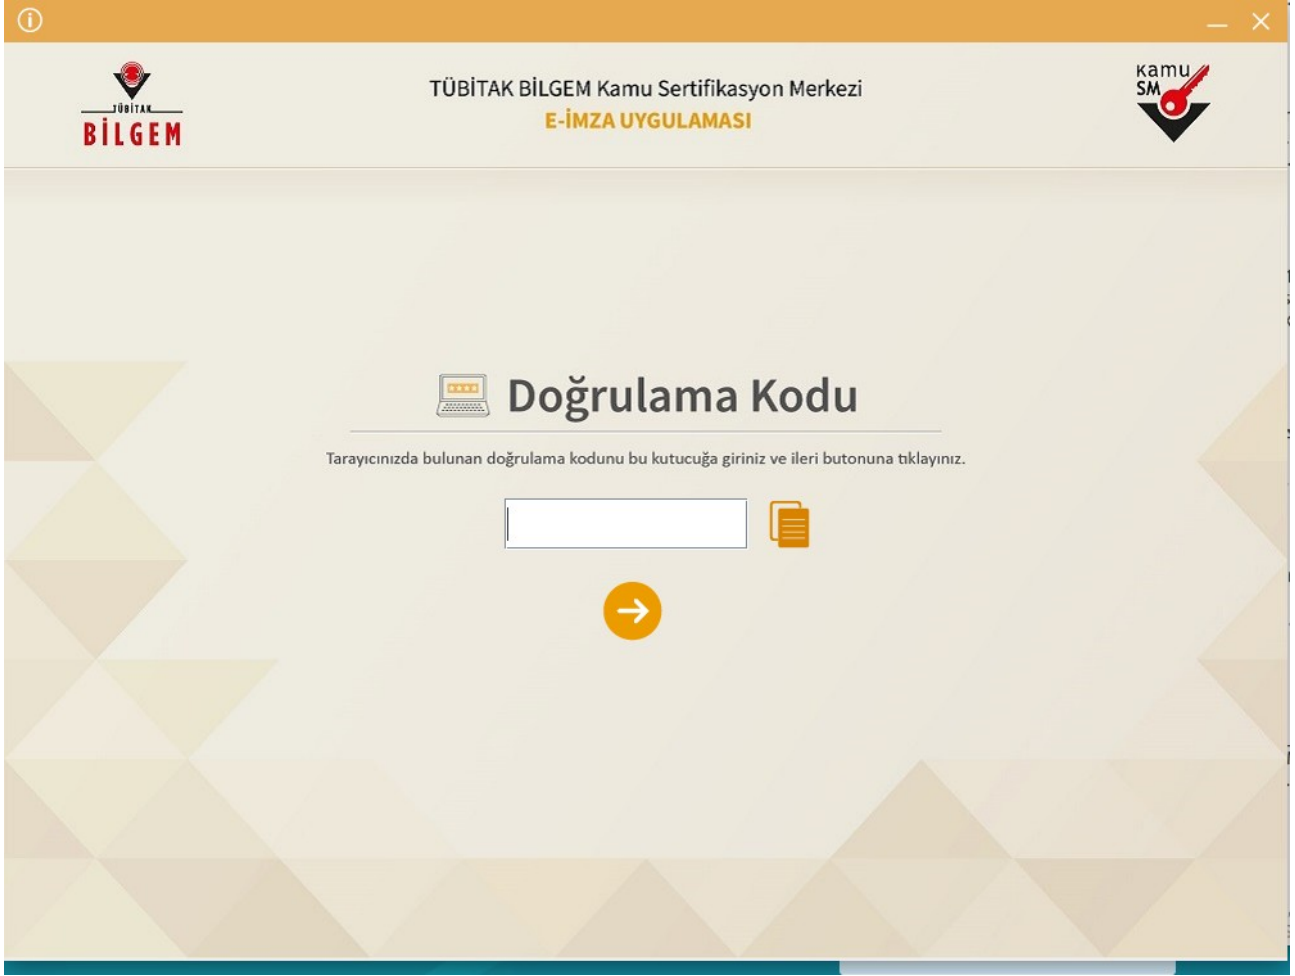 TÜBİTAK
BİLGEM
TÜBİTAK BİLGEM Kamu Sertifikasyon Merkezi
E-İMZA UYGULAMASI
Kamu
SM
Doğrulama Kodu
Tarayıcınızda bulunan doğrulama kodunu bu kutucuğa giriniz ve ileri butonuna tıklayınız.